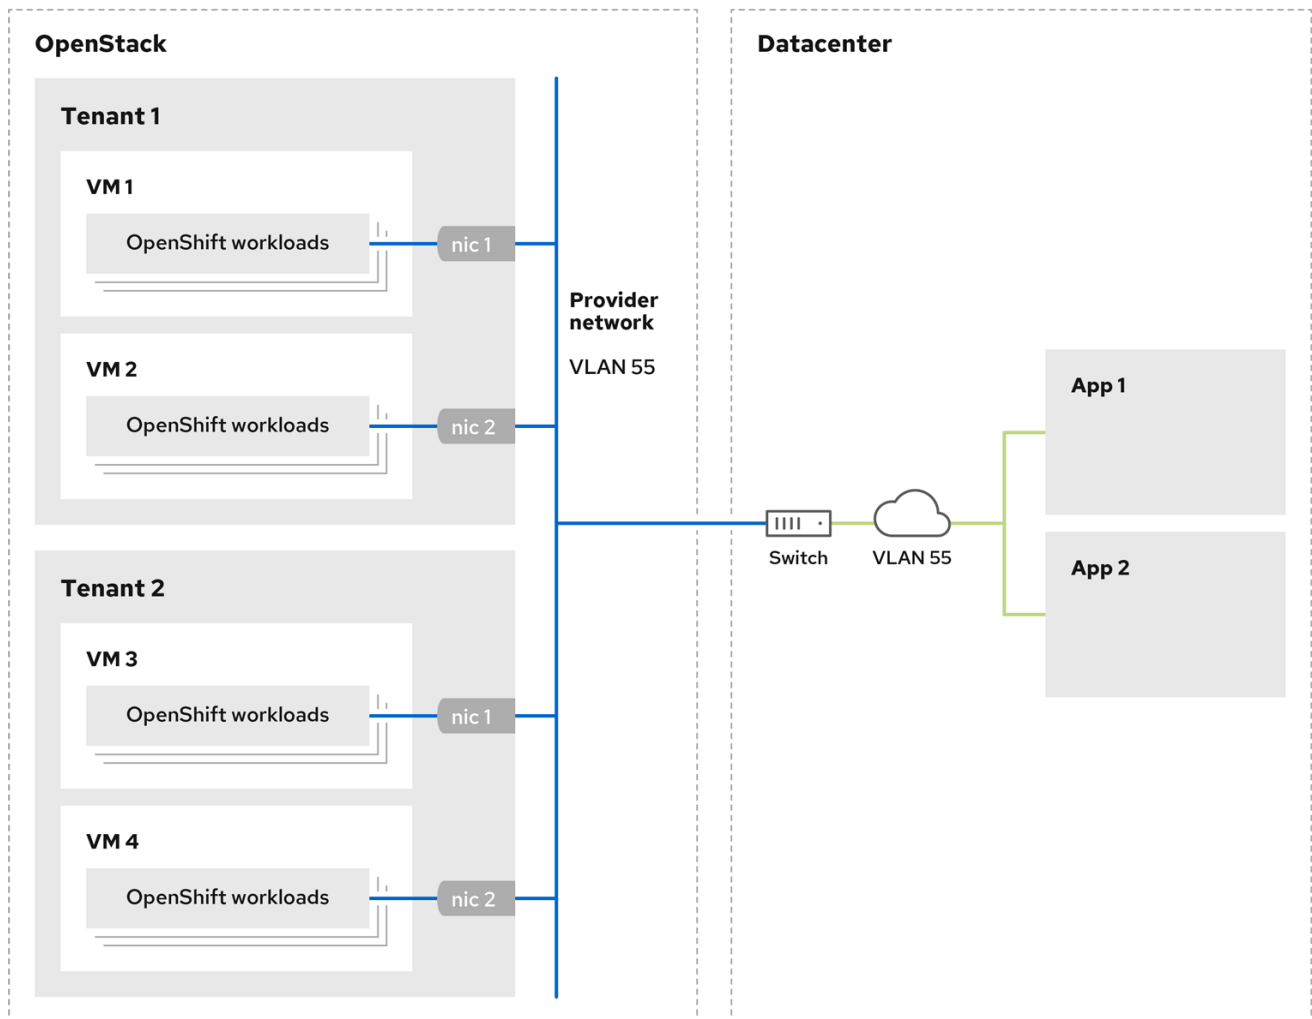 OpenStack
Tenant 1
VM 1
OpenShift workloads
nic 1
VM 2
OpenShift workloads
nic 2
Provider
network
VLAN 55
Tenant 2
VM 3
OpenShift workloads
nic 1
VM 4
OpenShift workloads
nic 2
Datacenter
Switch
VLAN 55
App 1
App 2